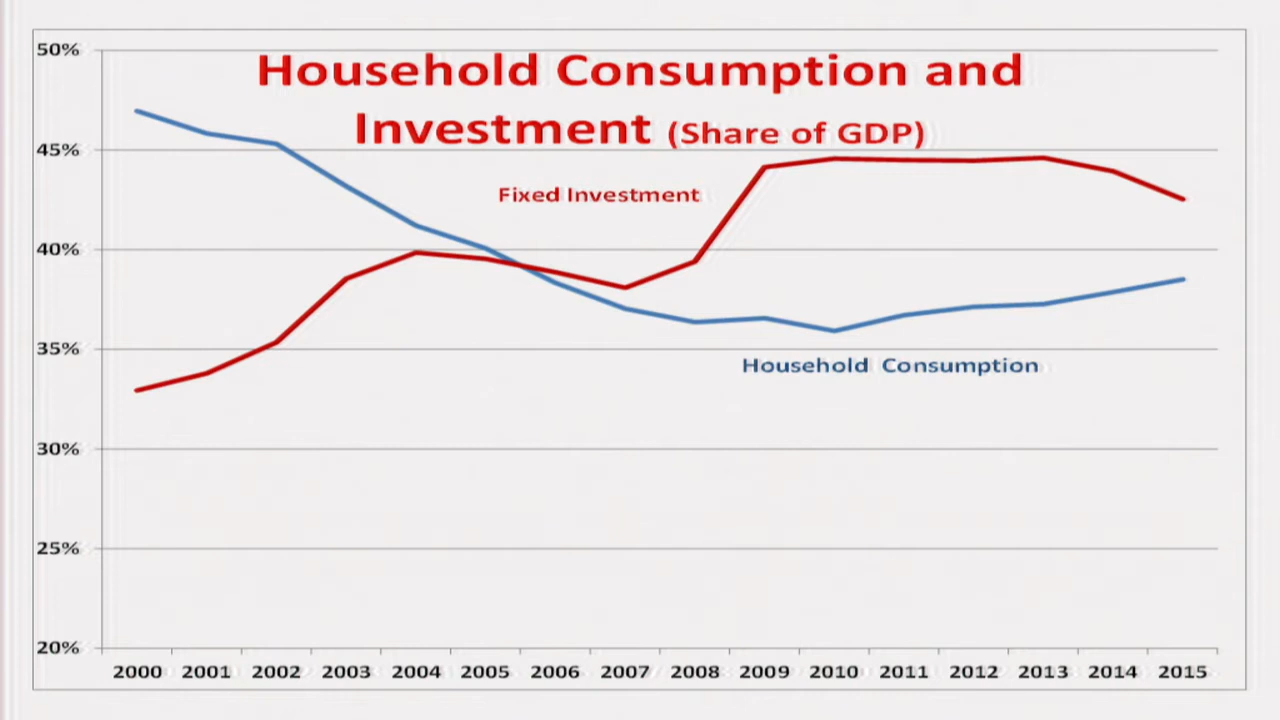 Household Consumption and
Investment (Share of GDP)
50%
45%
Fixed Investment
40%
35%
Household Consumption
30%
25%
20%
2000 2001 2002 2003 2004 2005 2006 2007 2008 2009 2010 2011 2012 2013 2014 2015